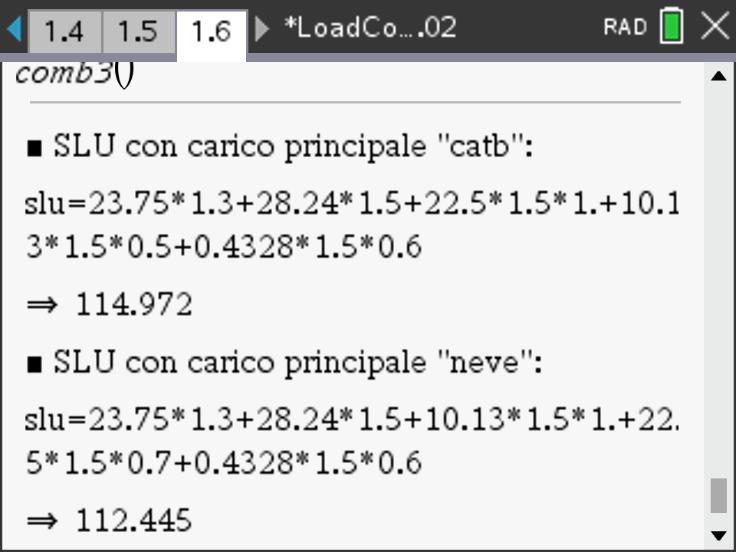 1.4 1.5 1.6 *LoadCo….02 RAD
comb3()
■ SLU con carico principale "catb":
slu=23.75*1.3+28.24*1.5+22.5*1.5*1.+10.1
3*1.5*0.5+0.4328*1.5*0.6
⇒ 114.972
■ SLU con carico principale "neve":
slu=23.75*1.3+28.24*1.5+10.13*1.5*1.+22.
5*1.5*0.7+0.4328*1.5*0.6
⇒ 112.445